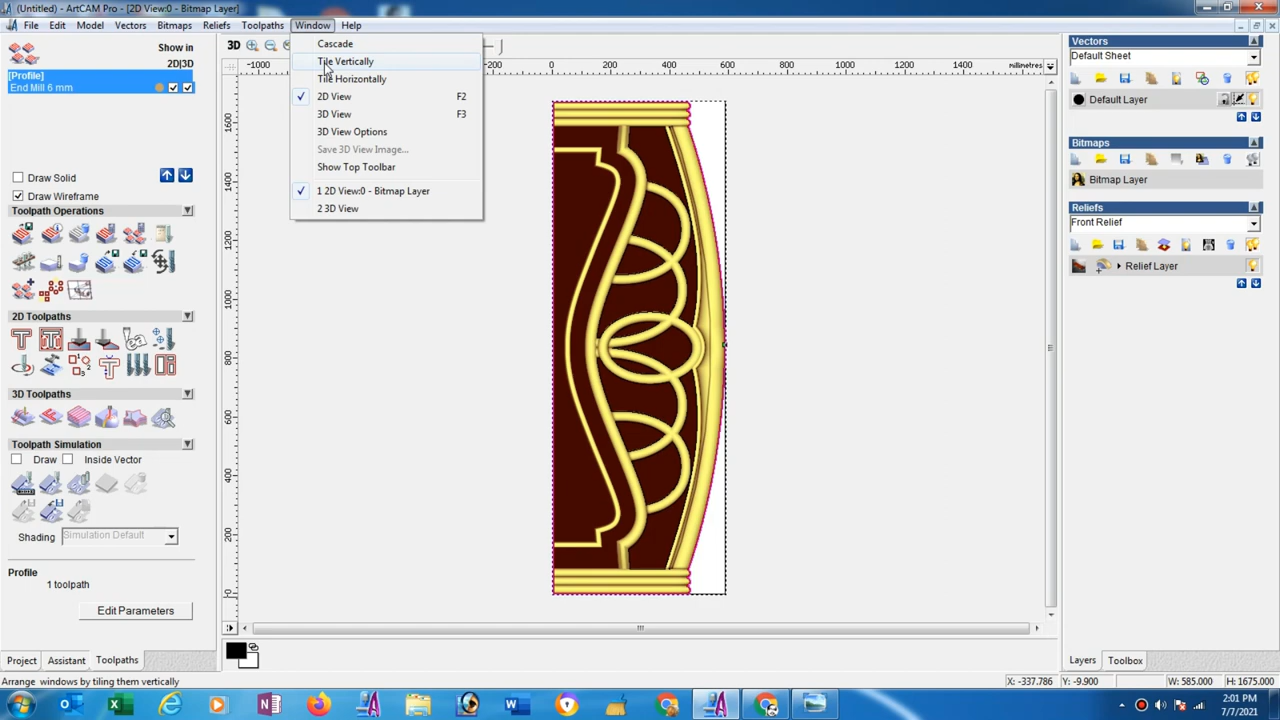 (Untitled) - ArtCAM Pro - [2D View:0 - Bitmap Layer]
File Edit Model Vectors Bitmaps Reliefs Toolpaths Window Help
Show in
2D|3D
[Profile]
End Mill 6 mm
Draw Solid
Draw Wireframe
Toolpath Operations
2D Toolpaths
3D Toolpaths
Toolpath Simulation
Draw Inside Vector
Shading Simulation Default
Profile
1 toolpath
Edit Parameters
Project Assistant Toolpaths
Arrange windows by tiling them vertically
3D
Cascade
Tile Vertically
Tile Horizontally
2D View F2
3D View F3
3D View Options
Save 3D View Image...
Show Top Toolbar
1 2D View:0 - Bitmap Layer
2 3D View
-1000 -200 0 200 400 600 800 1000 1200 1400 millimetres
1600
1400
1200
1000
800
600
400
200
0
Vectors
Default Sheet
Default Layer
Bitmaps
Bitmap Layer
Reliefs
Front Relief
Relief Layer
Layers Toolbox
X: -337.786 Y: -9.900 W: 585.000 H: 1675.000
2:01 PM
7/7/2021